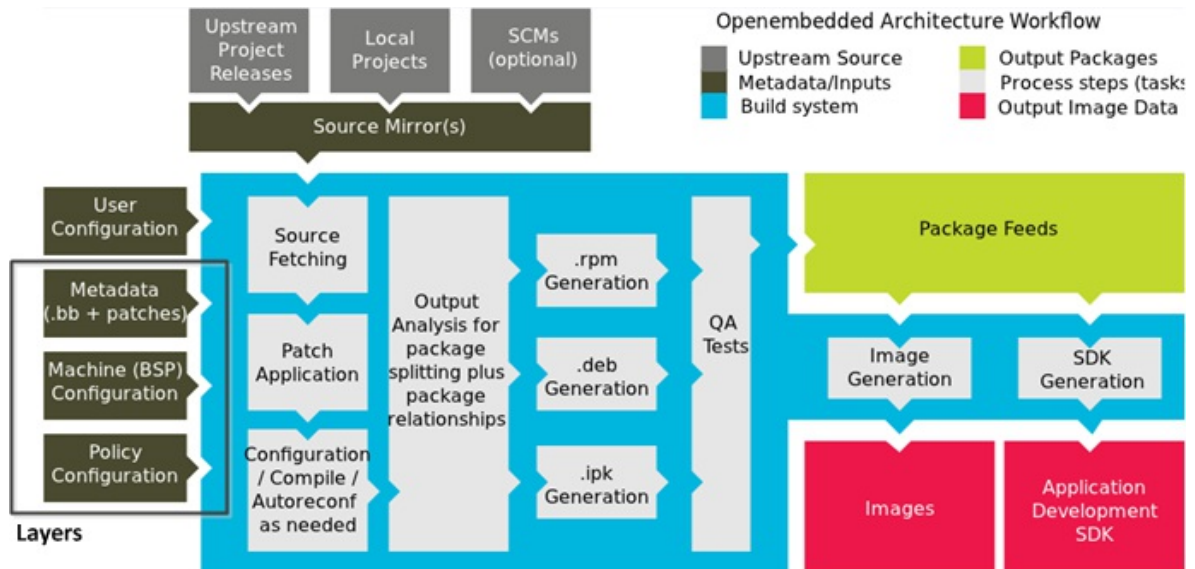 Upstream
Project
Releases
Local
Projects
SCMs
(optional)
Source Mirror(s)
Openembedded Architecture Workflow
Upstream Source
Metadata/Inputs
Build system
Output Packages
Process steps (tasks
Output Image Data
User
Configuration
Metadata
(.bb + patches)
Machine (BSP)
Configuration
Policy
Configuration
Layers
Source
Fetching
Patch
Application
Configuration
/ Compile /
Autoreconf
as needed
Output
Analysis for
package
splitting plus
package
relationships
.rpm
Generation
.deb
Generation
.ipk
Generation
QA
Tests
Package Feeds
Image
Generation
SDK
Generation
Images
Application
Development
SDK